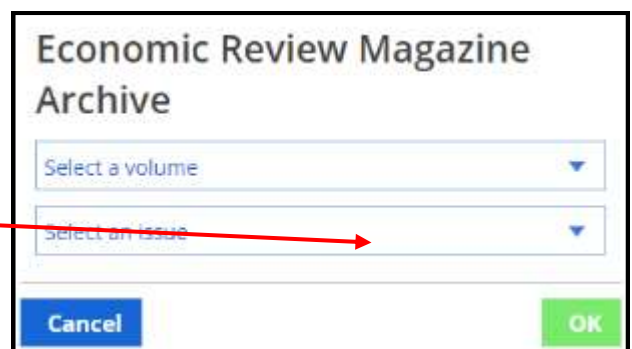 Economic Review Magazine
Archive
Select a volume
Select an issue
Cancel
OK